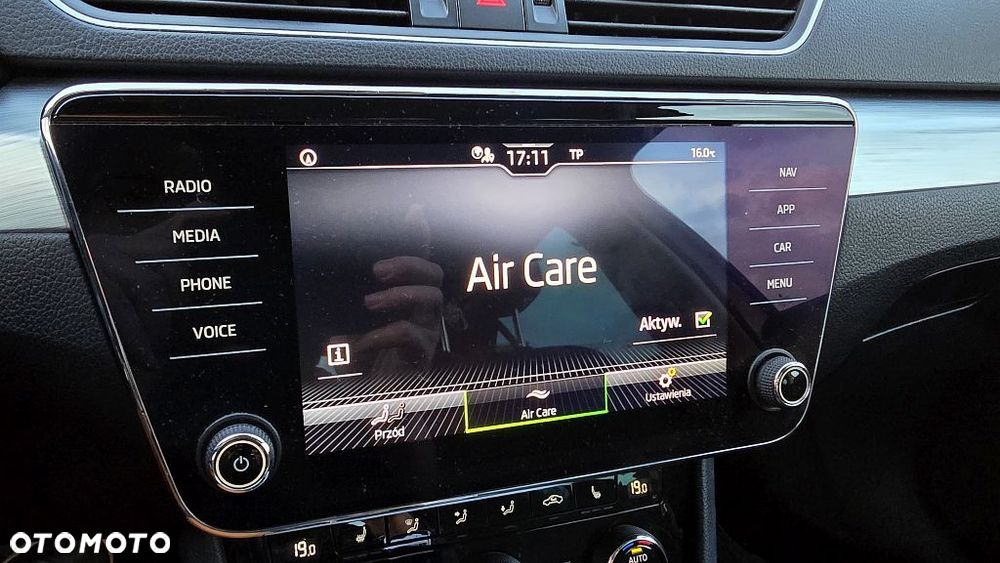 RADIO
MEDIA
PHONE
VOICE
17:11
TP
16.0°C
Air Care
Aktyw.
i
Przód
Air Care
Ustawienia
NAV
APP
CAR
MENU
19.0
19.0
AUTO
OTOMOTO